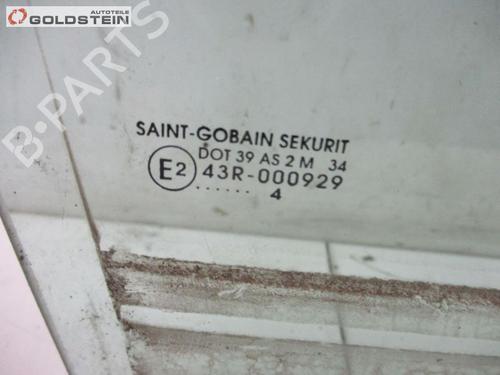 AUTOTEILE
GOLDSTEIN
B-PARTS
SAINT-GOBAIN SEKURIT
DOT 39 AS 2 M 34
E2 43R-000929
...... 4